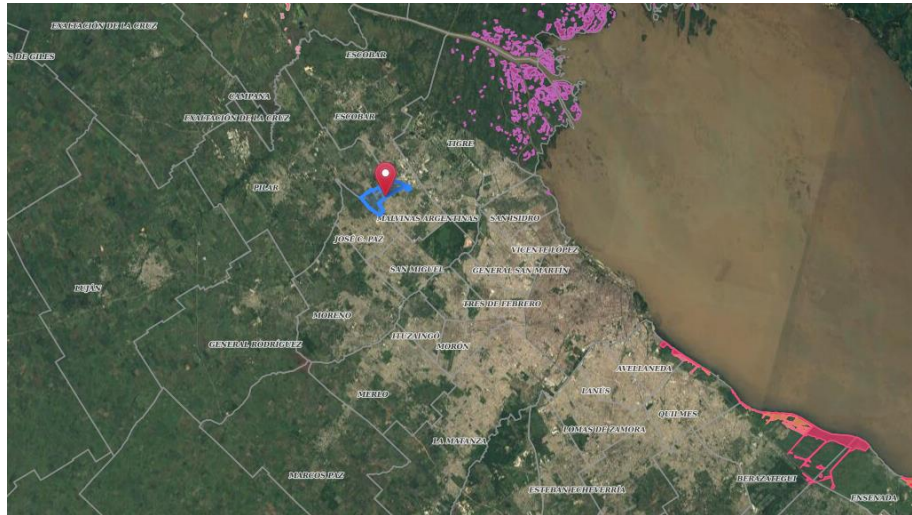 EXALTACIÓN DE LA CRUZ
ESCOBAR
S DE GILES
CAMPANA
EXALTACIÓN DE LA CRUZ
ESCOBAR
TIGRE
PILAR
MALVINAS ARGENTINAS
SAN ISIDRO
JOSÉ C. PAZ
VICENTE LÓPEZ
SAN MIGUEL
GENERAL SAN MARTÍN
LUJÁN
TRES DE FEBRERO
MORENO
ITUZAINGÓ
GENERAL RODRÍGUEZ
MORÓN
AVELLANEDA
MERLO
LANÚS
QUILMES
LOMAS DE ZAMORA
LA MATANZA
MARCOS PAZ
BERAZATEGUI
ESTEBAN ECHEVERRÍA
ENSENADA